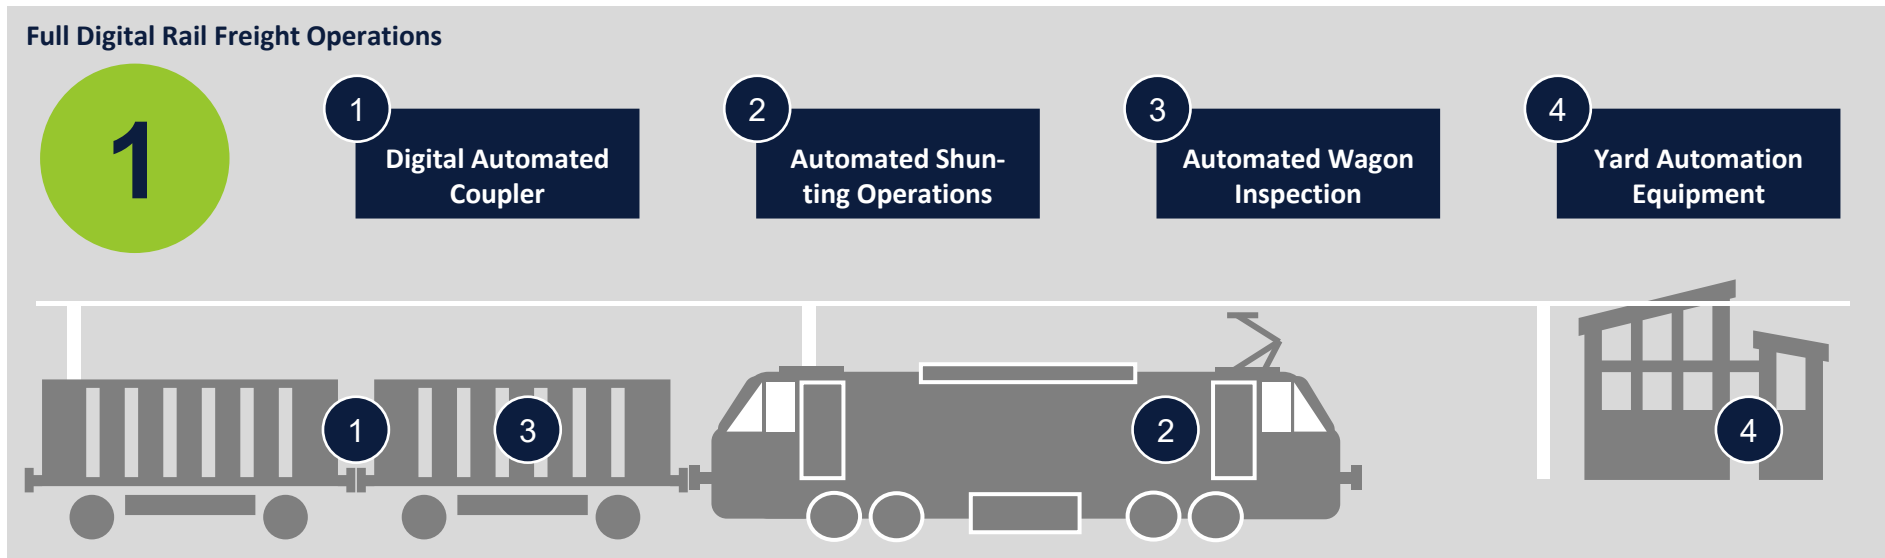 Full Digital Rail Freight Operations
1
1
Digital Automated
Coupler
2
Automated Shun-
ting Operations
3
Automated Wagon
Inspection
4
Yard Automation
Equipment
1
3
2
4